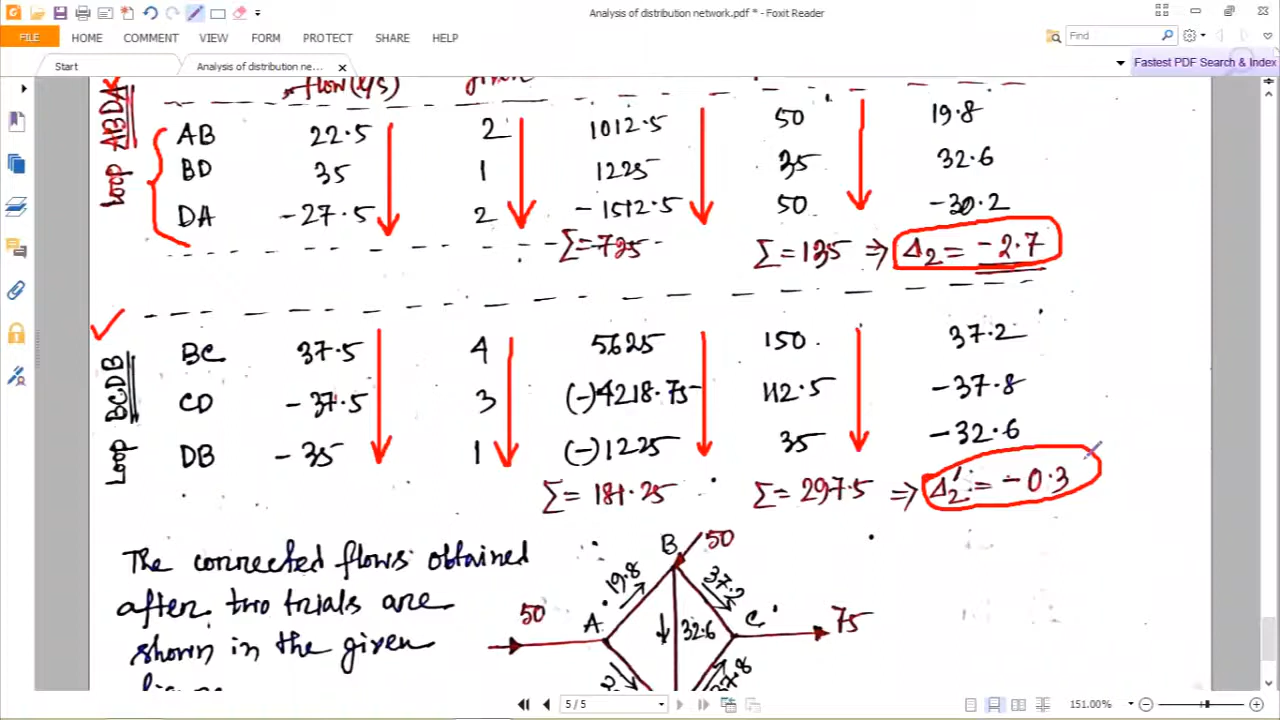 Analysis of distribution network.pdf * - Foxit Reader
FILE HOME COMMENT VIEW FORM PROTECT SHARE HELP
Find
Start Analysis of distribution ne...
Fastest PDF Search & Index
flow (l/s) given
Loop ABDA
AB 22.5 2 1012.5 50 19.8
BD 35 1 1225 35 32.6
DA -27.5 2 -1512.5 50 -30.2
Σ=725 Σ=135 ⇒ Δ2 = -2.7
Loop BCDB
BC 37.5 4 5625 150 37.2
CD -37.5 3 (-)4218.75 112.5 -37.8
DB -35 1 (-)1225 35 -32.6
Σ=181.25 Σ=297.5 ⇒ Δ2' = -0.3
The connected flows obtained
after two trials are
shown in the given
B 50
19.8 37.2
50 A 32.6 C 75
37.8
5 / 5
151.00%